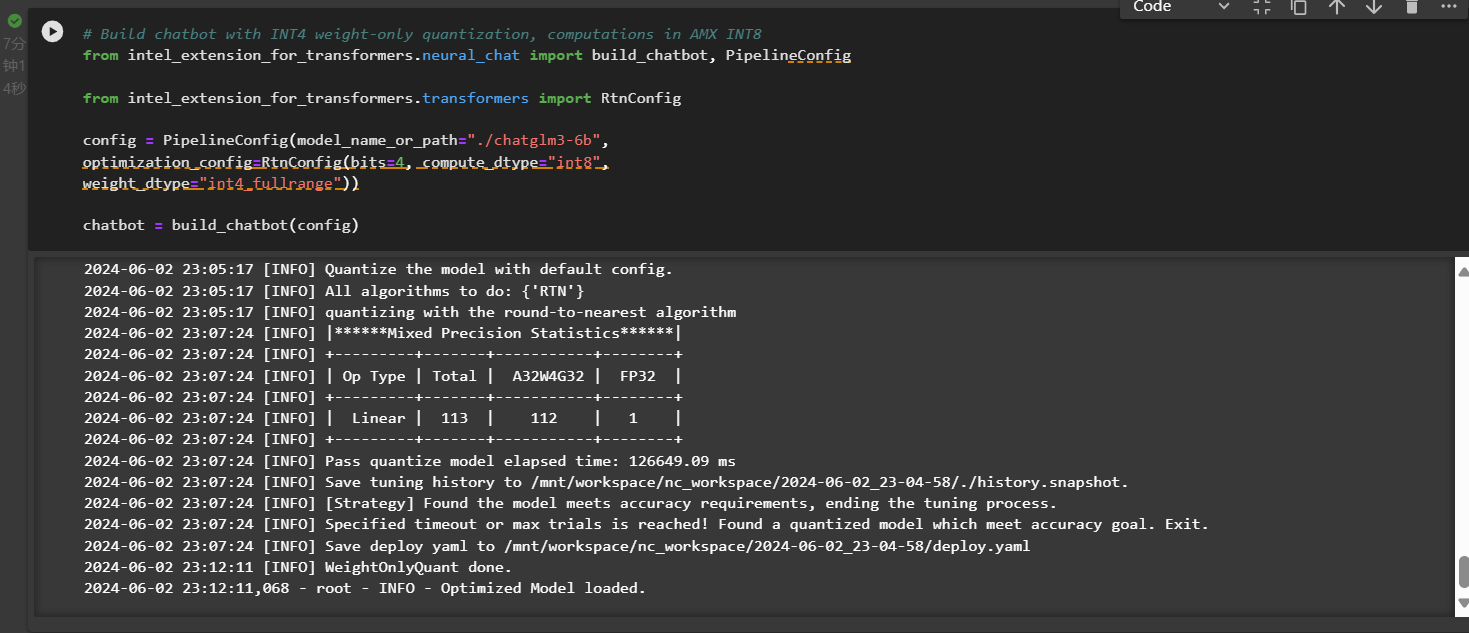 Code
7分
钟1
4秒
# Build chatbot with INT4 weight-only quantization, computations in AMX INT8
from intel_extension_for_transformers.neural_chat import build_chatbot, PipelineConfig
from intel_extension_for_transformers.transformers import RtnConfig
config = PipelineConfig(model_name_or_path="./chatglm3-6b",
optimization_config=RtnConfig(bits=4, compute_dtype="int8",
weight_dtype="int4_fullrange"))
chatbot = build_chatbot(config)
2024-06-02 23:05:17 [INFO] Quantize the model with default config.
2024-06-02 23:05:17 [INFO] All algorithms to do: {'RTN'}
2024-06-02 23:05:17 [INFO] quantizing with the round-to-nearest algorithm
2024-06-02 23:07:24 [INFO] |******Mixed Precision Statistics******|
2024-06-02 23:07:24 [INFO] +---------+-------+-----------+--------+
2024-06-02 23:07:24 [INFO] | Op Type | Total |  A32W4G32 |  FP32  |
2024-06-02 23:07:24 [INFO] +---------+-------+-----------+--------+
2024-06-02 23:07:24 [INFO] |  Linear |  113  |    112    |   1    |
2024-06-02 23:07:24 [INFO] +---------+-------+-----------+--------+
2024-06-02 23:07:24 [INFO] Pass quantize model elapsed time: 126649.09 ms
2024-06-02 23:07:24 [INFO] Save tuning history to /mnt/workspace/nc_workspace/2024-06-02_23-04-58/./history.snapshot.
2024-06-02 23:07:24 [INFO] [Strategy] Found the model meets accuracy requirements, ending the tuning process.
2024-06-02 23:07:24 [INFO] Specified timeout or max trials is reached! Found a quantized model which meet accuracy goal. Exit.
2024-06-02 23:07:24 [INFO] Save deploy yaml to /mnt/workspace/nc_workspace/2024-06-02_23-04-58/deploy.yaml
2024-06-02 23:12:11 [INFO] WeightOnlyQuant done.
2024-06-02 23:12:11,068 - root - INFO - Optimized Model loaded.